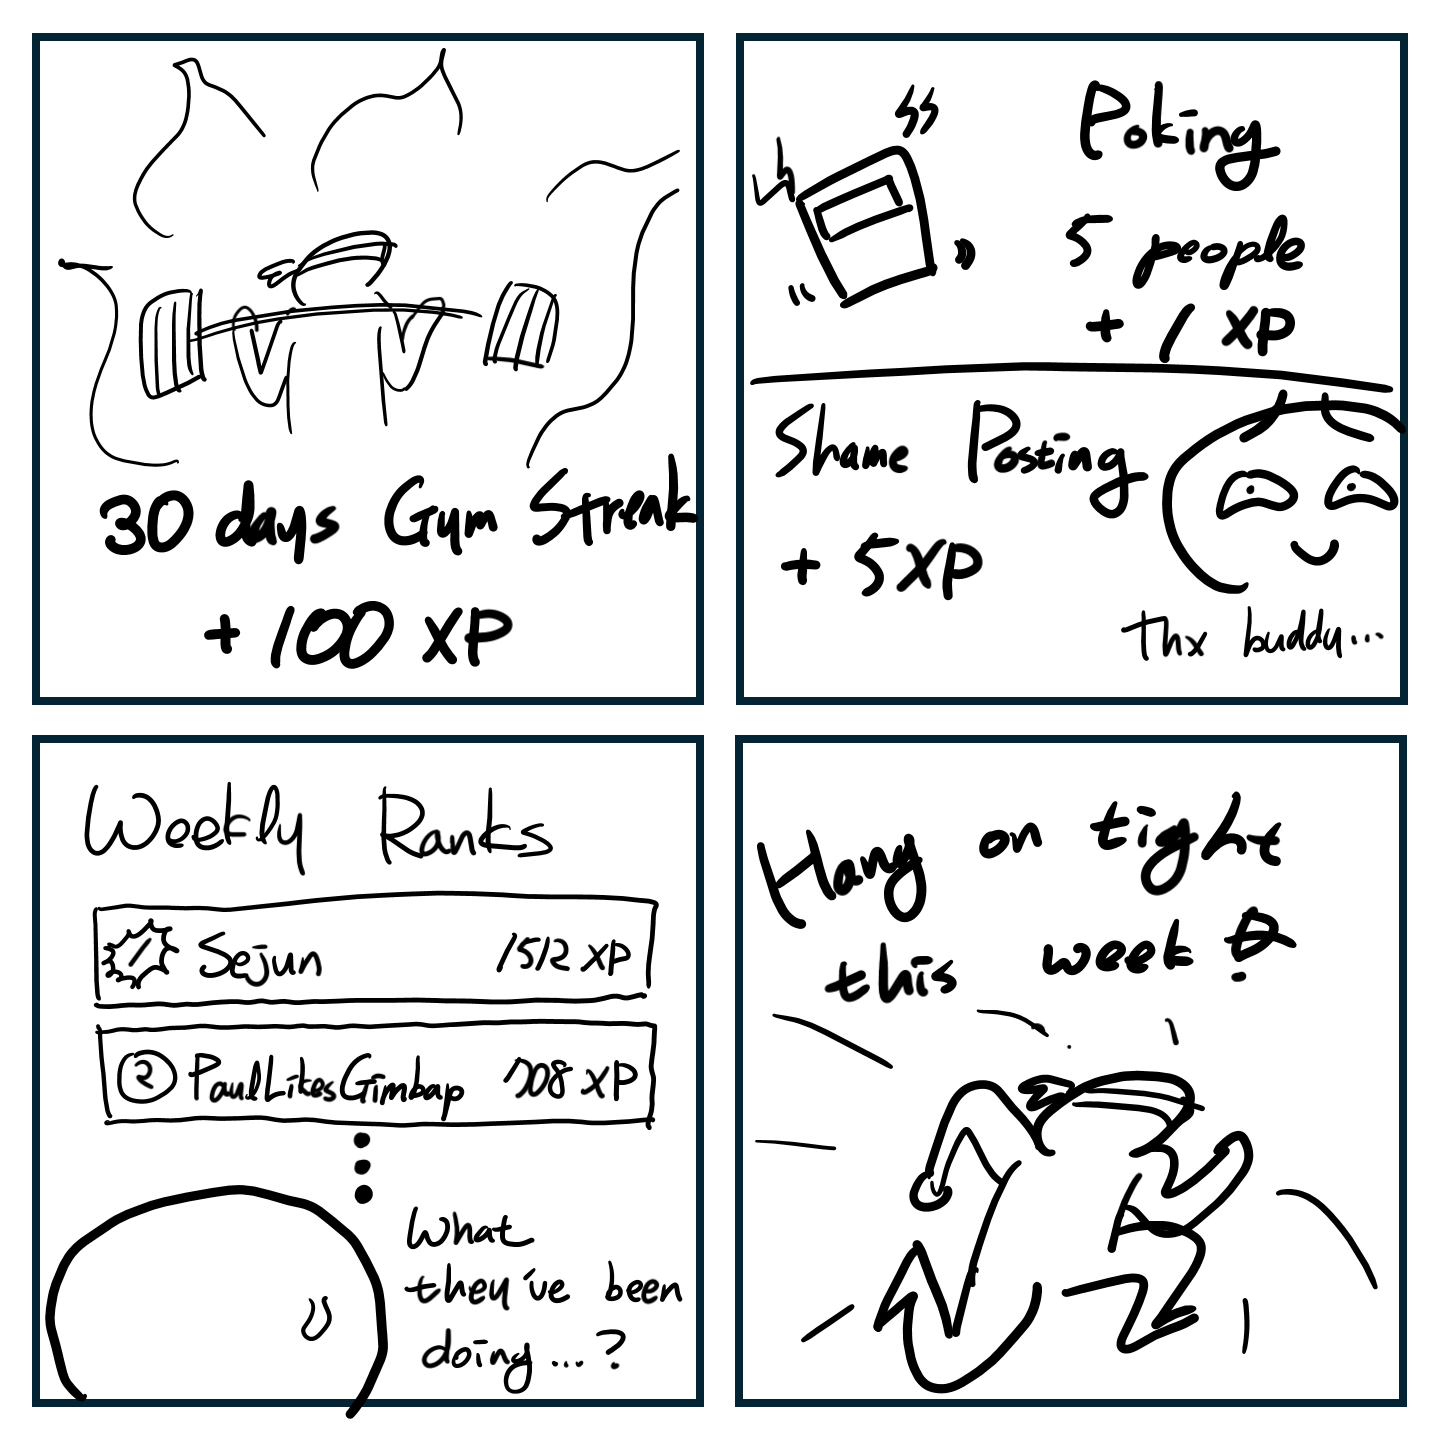 30 days Gym Streak
+ 100 XP
Poking
5 people
+ 1 XP
Shame Posting
+ 5XP
thx buddy...
Weekly Ranks
1 Sejun 1512 XP
2 PaulLikesGimbap 708 XP
What
they've been
doing ...?
Hang on tight
this week !